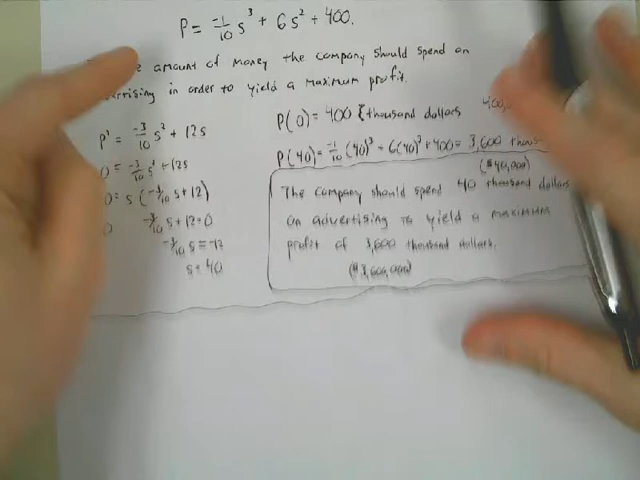 P = -1/10 s³ + 6s² + 400.
amount of money the company should spend on
in order to yield a maximum profit.
P' = -3/10 s² + 12s
0 = -3/10 s² + 12s
0 = s (-3/10 s + 12)
-3/10 s + 12 = 0
-3/10 s = -12
s = 40
P(0) = 400 {thousand dollars
P(40) = -1/10 (40)³ + 6(40)² + 400 = 3,600
($40,000)
The company should spend 40 thousand dollars
on advertising to yield a maximum
profit of 3,600 thousand dollars.
($3,600,000)